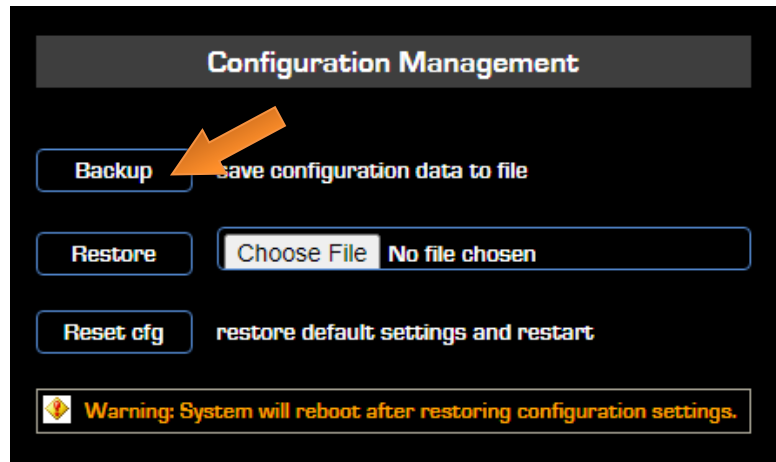 Configuration Management
Backup save configuration data to file
Restore Choose File No file chosen
Reset cfg restore default settings and restart
Warning: System will reboot after restoring configuration settings.